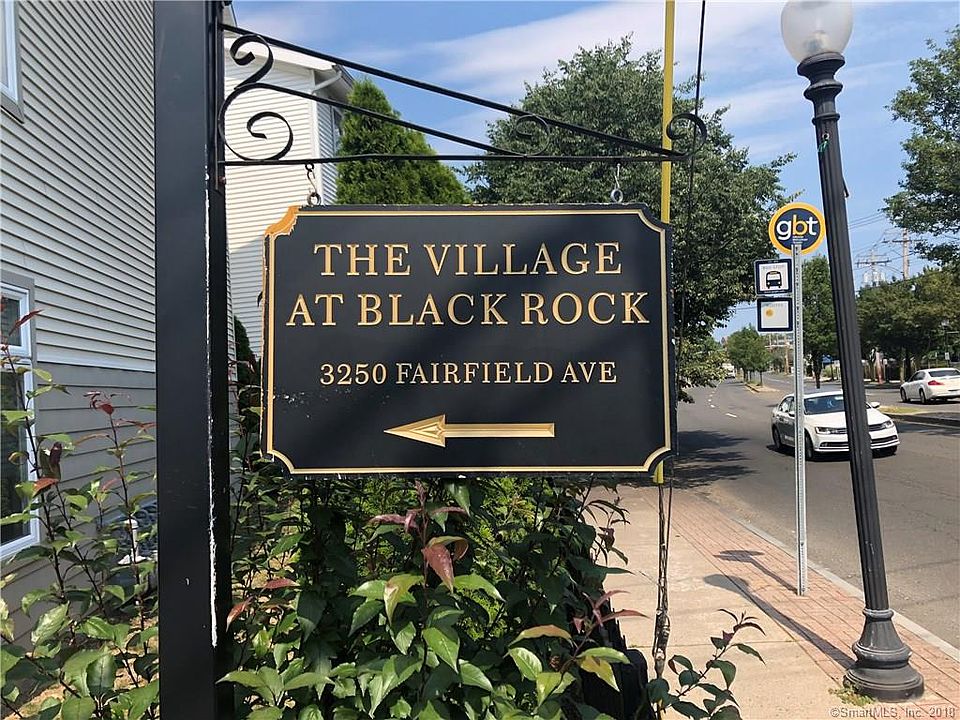 THE VILLAGE
AT BLACK ROCK
3250 FAIRFIELD AVE
gbt
©SmartMLS, Inc. 2018